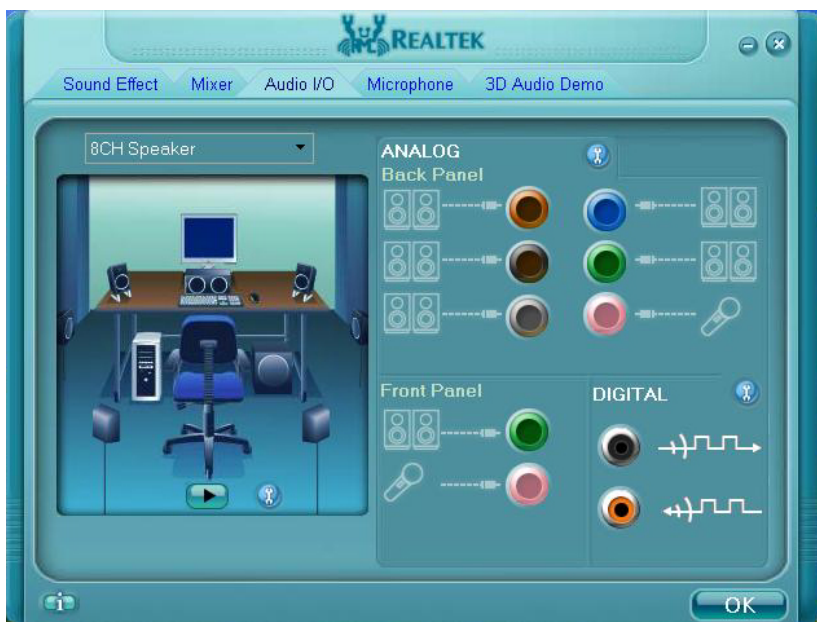 REALTEK
Sound Effect Mixer Audio I/O Microphone 3D Audio Demo
8CH Speaker
ANALOG
Back Panel
Front Panel
DIGITAL
OK